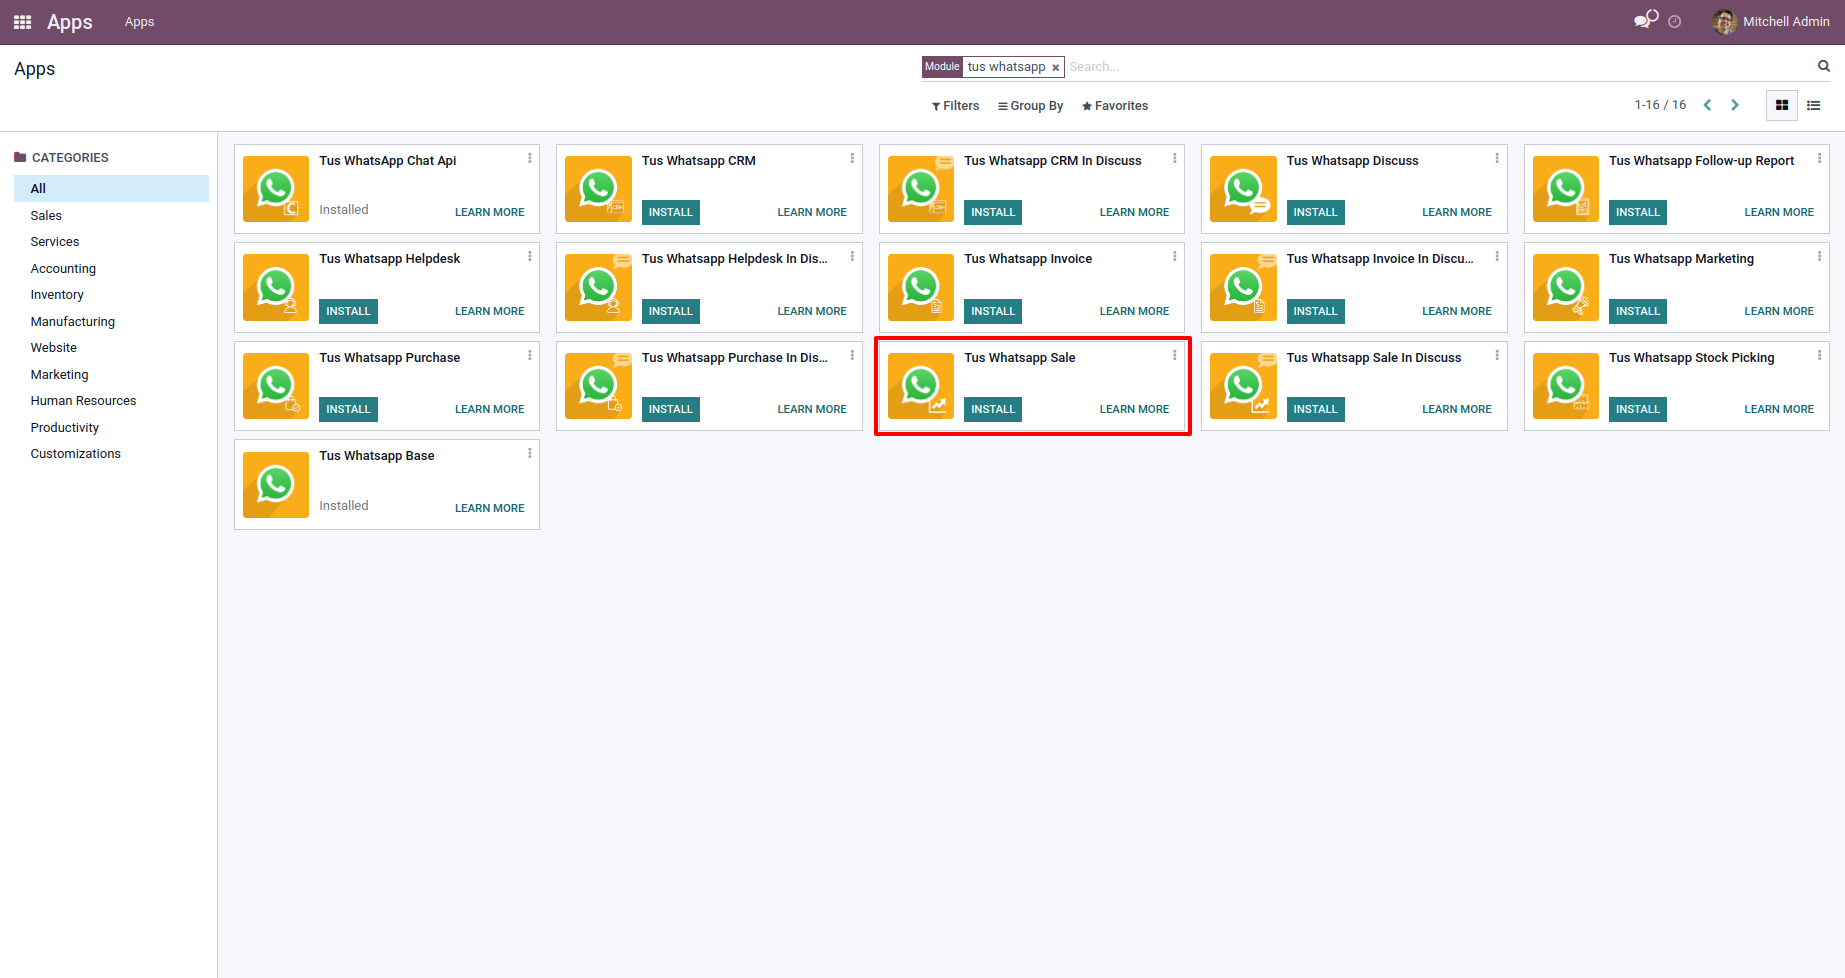 Apps Apps Mitchell Admin
Apps
Module tus whatsapp × Search...
Filters Group By Favorites 1-16 / 16
CATEGORIES
All
Sales
Services
Accounting
Inventory
Manufacturing
Website
Marketing
Human Resources
Productivity
Customizations
Tus WhatsApp Chat Api
Installed LEARN MORE
Tus Whatsapp CRM
INSTALL LEARN MORE
Tus Whatsapp CRM In Discuss
INSTALL LEARN MORE
Tus Whatsapp Discuss
INSTALL LEARN MORE
Tus Whatsapp Follow-up Report
INSTALL LEARN MORE
Tus Whatsapp Helpdesk
INSTALL LEARN MORE
Tus Whatsapp Helpdesk In Dis...
INSTALL LEARN MORE
Tus Whatsapp Invoice
INSTALL LEARN MORE
Tus Whatsapp Invoice In Discu...
INSTALL LEARN MORE
Tus Whatsapp Marketing
INSTALL LEARN MORE
Tus Whatsapp Purchase
INSTALL LEARN MORE
Tus Whatsapp Purchase In Dis...
INSTALL LEARN MORE
Tus Whatsapp Sale
INSTALL LEARN MORE
Tus Whatsapp Sale In Discuss
INSTALL LEARN MORE
Tus Whatsapp Stock Picking
INSTALL LEARN MORE
Tus Whatsapp Base
Installed LEARN MORE